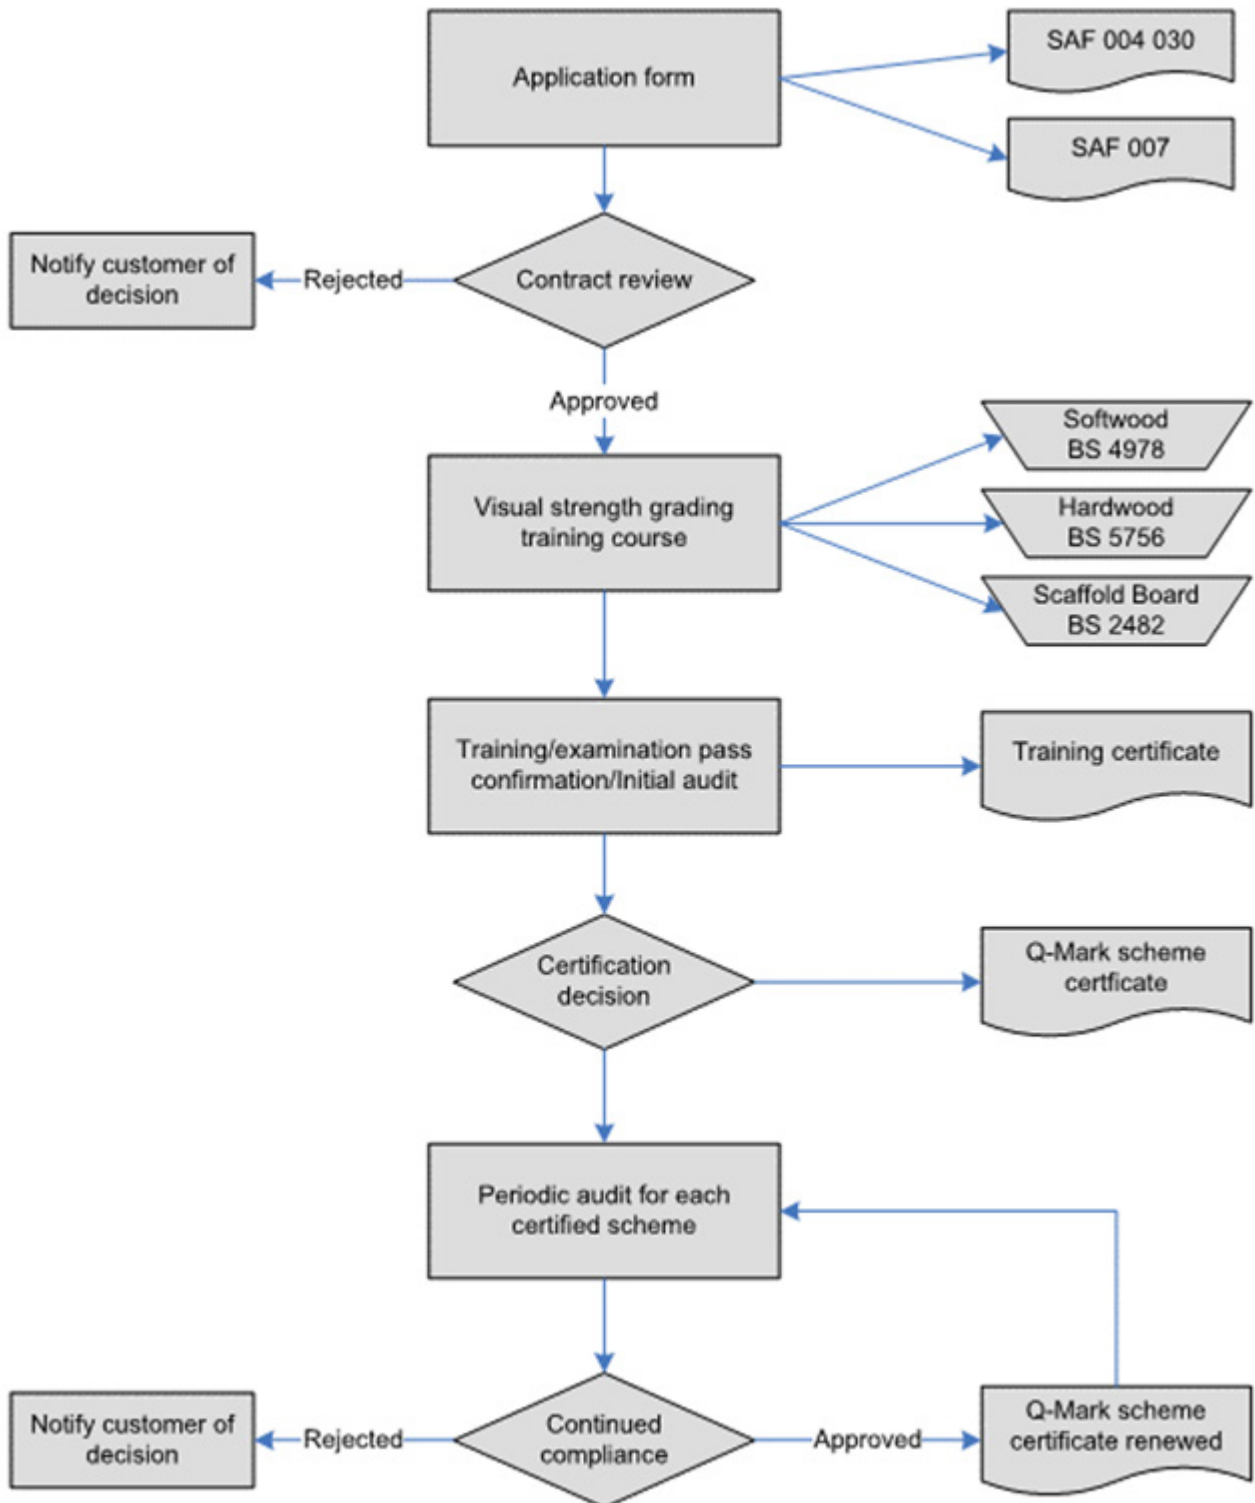 Application form
SAF 004 030
SAF 007
Notify customer of
decision
Rejected
Contract review
Approved
Visual strength grading
training course
Softwood
BS 4978
Hardwood
BS 5756
Scaffold Board
BS 2482
Training/examination pass
confirmation/Initial audit
Training certificate
Certification
decision
Q-Mark scheme
certficate
Periodic audit for each
certified scheme
Notify customer of
decision
Rejected
Continued
compliance
Approved
Q-Mark scheme
certificate renewed